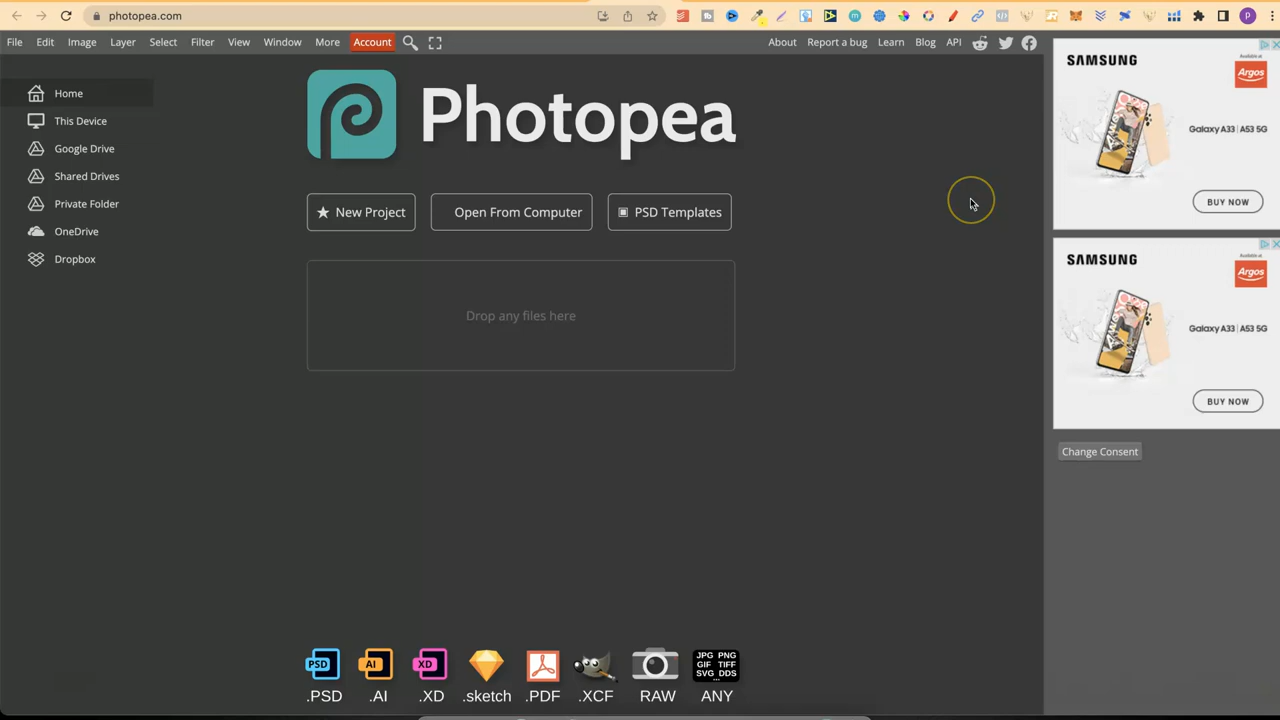 photopea.com
File Edit Image Layer Select Filter View Window More Account
About Report a bug Learn Blog API
Home
This Device
Google Drive
Shared Drives
Private Folder
OneDrive
Dropbox
Photopea
New Project Open From Computer PSD Templates
Drop any files here
PSD AI XD
.PSD .AI .XD .sketch .PDF .XCF RAW ANY
JPG PNG
GIF TIFF
SVG DDS
...
SAMSUNG
Available at
Argos
Galaxy A33 | A53 5G
BUY NOW
SAMSUNG
Available at
Argos
Galaxy A33 | A53 5G
BUY NOW
Change Consent